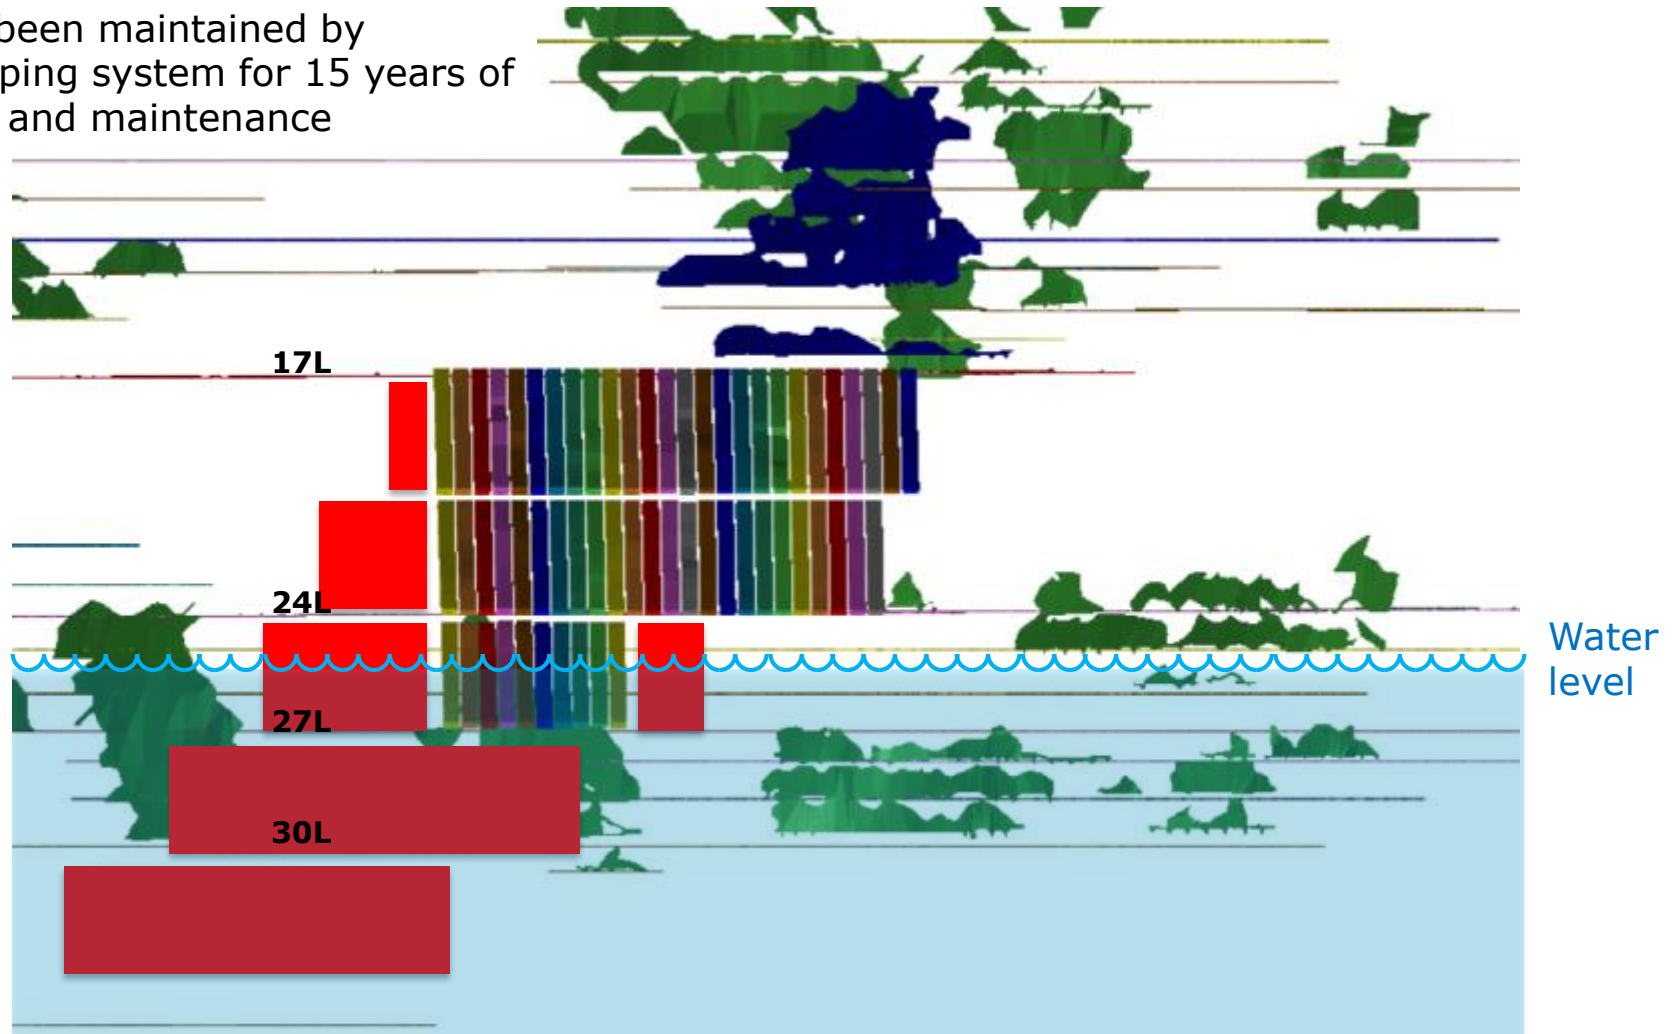 been maintained by
ping system for 15 years of
and maintenance
17L
24L
Water
level
27L
30L